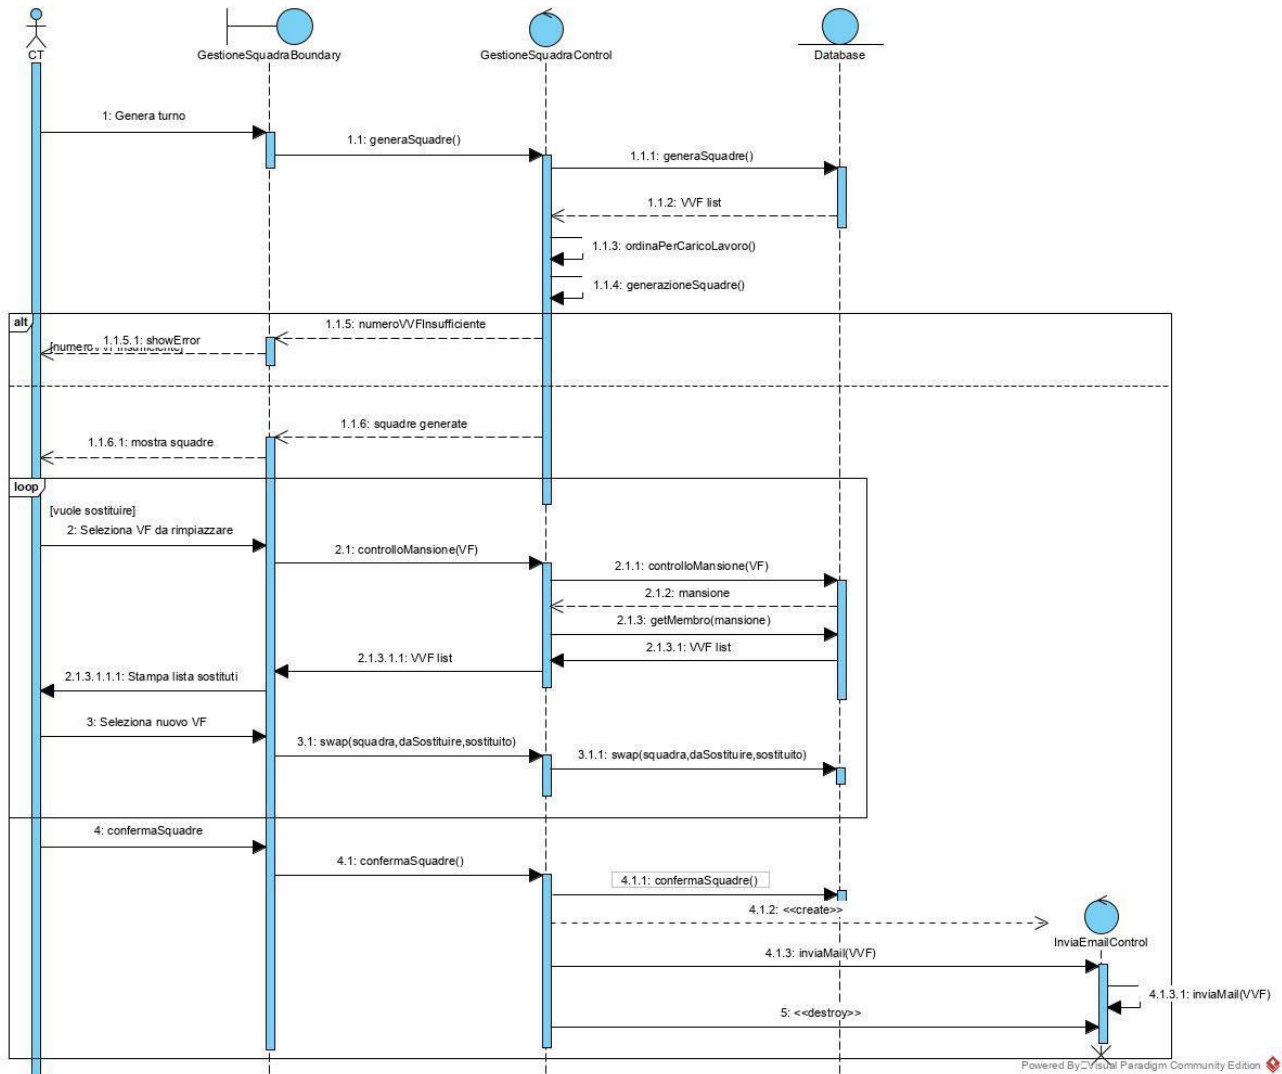 CT
GestioneSquadraBoundary
GestioneSquadraControl
Database
1: Genera turno
1.1: generaSquadre()
1.1.1: generaSquadre()
1.1.2: VVF list
1.1.3: ordinaPerCaricoLavoro()
1.1.4: generazioneSquadre()
alt
1.1.5: numeroVVFInsufficiente
1.1.5.1: showError
[numeroVVFInsufficiente]
1.1.6: squadre generate
1.1.6.1: mostra squadre
loop
[vuole sostituire]
2: Seleziona VF da rimpiazzare
2.1: controlloMansione(VF)
2.1.1: controlloMansione(VF)
2.1.2: mansione
2.1.3: getMembro(mansione)
2.1.3.1: VVF list
2.1.3.1.1: VVF list
2.1.3.1.1.1: Stampa lista sostituti
3: Seleziona nuovo VF
3.1: swap(squadra,daSostituire,sostituito)
3.1.1: swap(squadra,daSostituire,sostituito)
4: confermaSquadre
4.1: confermaSquadre()
4.1.1: confermaSquadre()
4.1.2: <<create>>
InviaEmailControl
4.1.3: inviaMail(VVF)
4.1.3.1: inviaMail(VVF)
5: <<destroy>>
Powered By□Visual Paradigm Community Edition